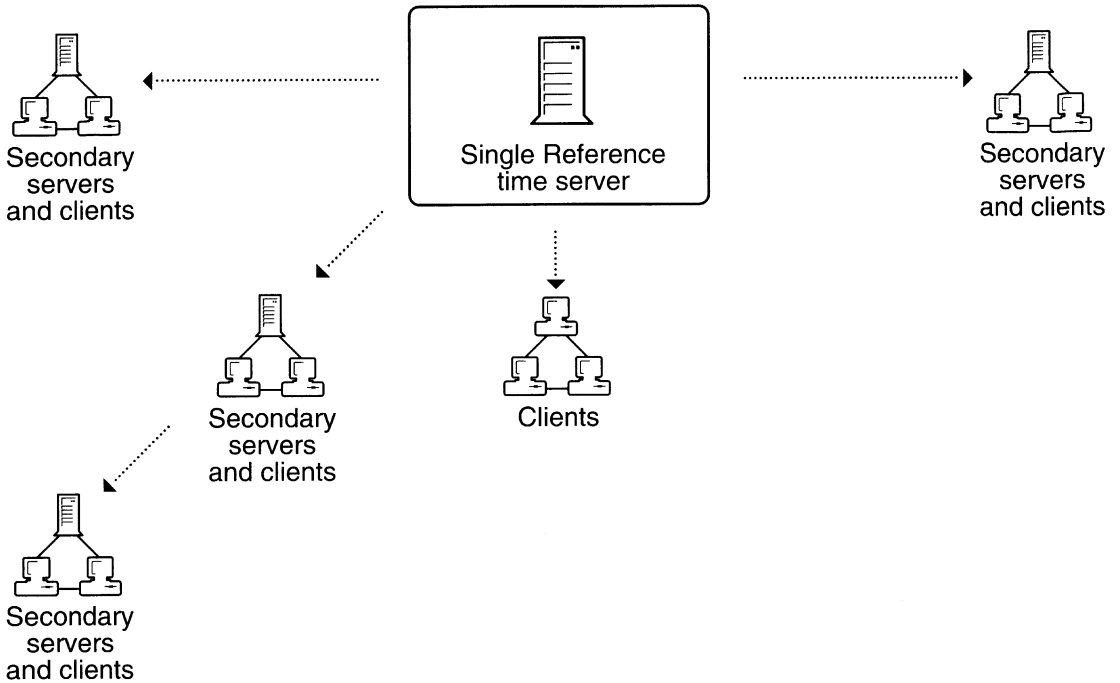 Single Reference
time server
Secondary
servers
and clients
Secondary
servers
and clients
Secondary
servers
and clients
Clients
Secondary
servers
and clients